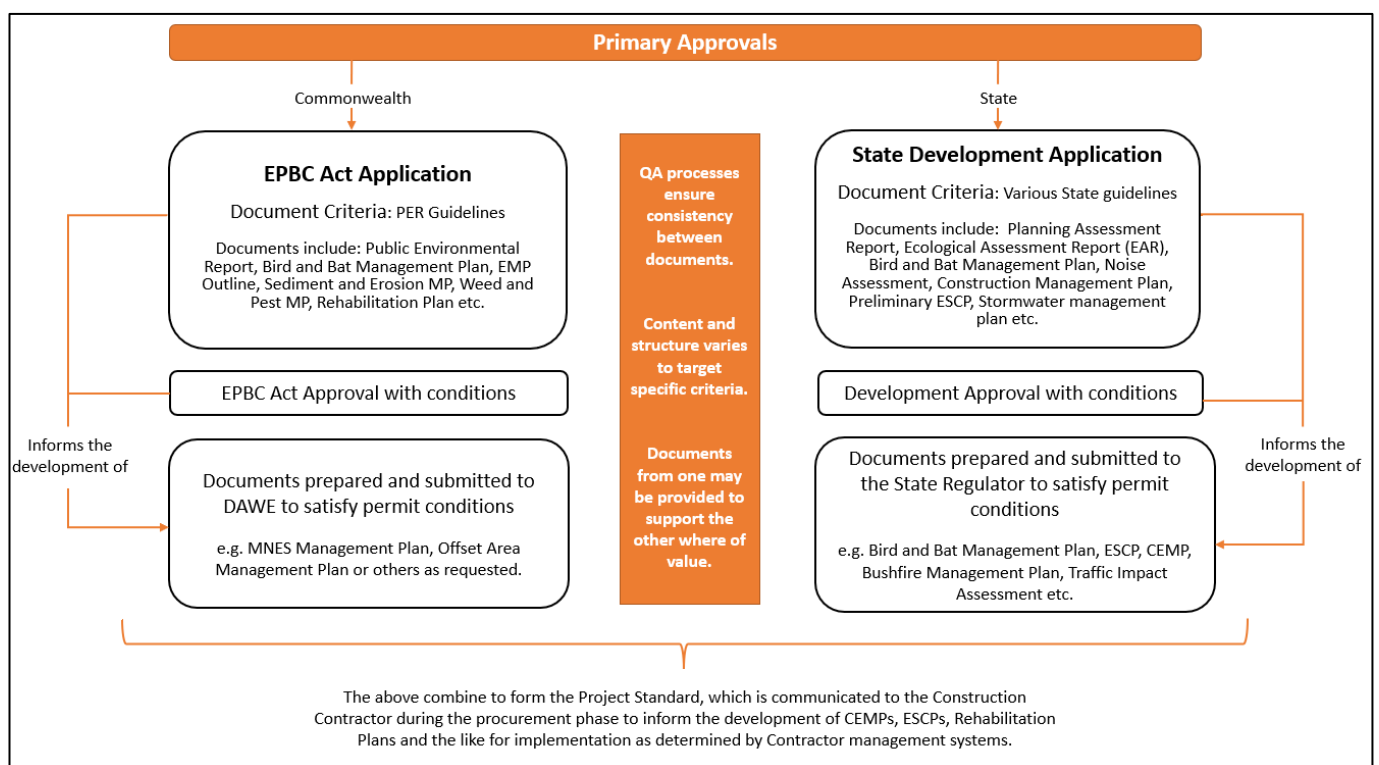 Primary Approvals
Commonwealth
State
EPBC Act Application
Document Criteria: PER Guidelines
Documents include: Public Environmental
Report, Bird and Bat Management Plan, EMP
Outline, Sediment and Erosion MP, Weed and
Pest MP, Rehabilitation Plan etc.
QA processes
ensure
consistency
between
documents.
Content and
structure varies
to target
specific criteria.
Documents
from one may
be provided to
support the
other where of
value.
State Development Application
Document Criteria: Various State guidelines
Documents include: Planning Assessment
Report, Ecological Assessment Report (EAR),
Bird and Bat Management Plan, Noise
Assessment, Construction Management Plan,
Preliminary ESCP, Stormwater management
plan etc.
EPBC Act Approval with conditions
Development Approval with conditions
Informs the
development of
Documents prepared and submitted to
DAWE to satisfy permit conditions
e.g. MNES Management Plan, Offset Area
Management Plan or others as requested.
Documents prepared and submitted to
the State Regulator to satisfy permit
conditions
e.g. Bird and Bat Management Plan, ESCP, CEMP,
Bushfire Management Plan, Traffic Impact
Assessment etc.
Informs the
development of
The above combine to form the Project Standard, which is communicated to the Construction
Contractor during the procurement phase to inform the development of CEMPs, ESCPs, Rehabilitation
Plans and the like for implementation as determined by Contractor management systems.